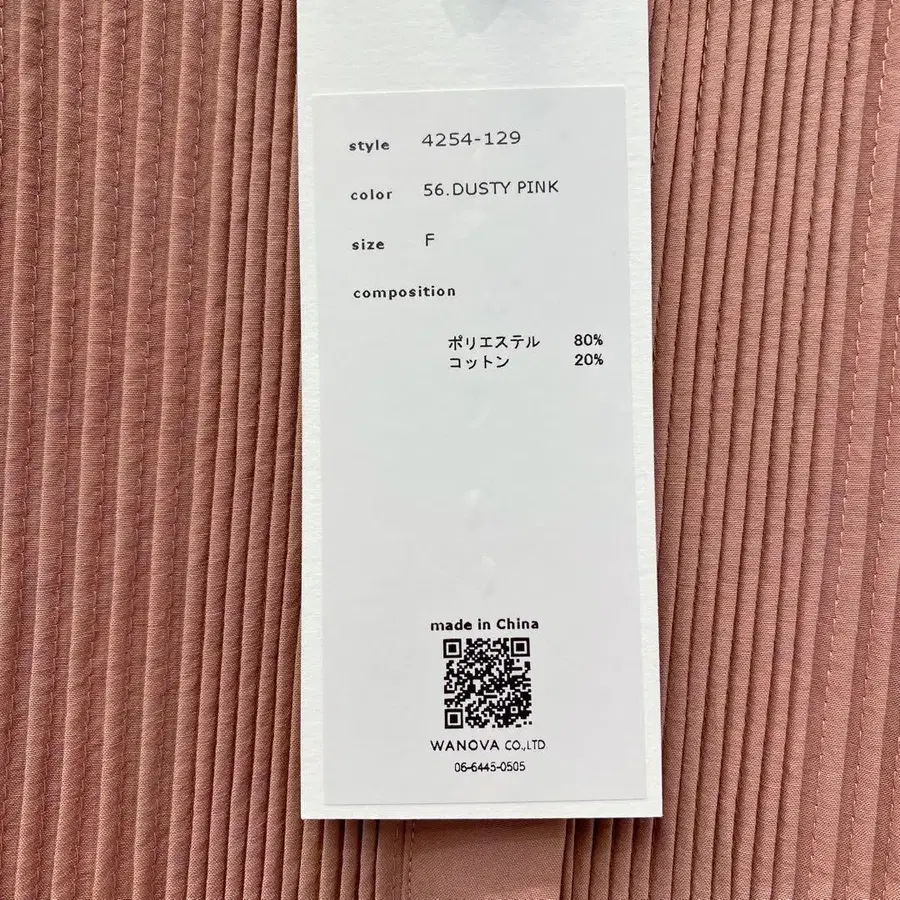 style 4254-129
color 56.DUSTY PINK
size F
composition
ポリエステル 80%
コットン 20%
made in China
WANOVA CO.,LTD
06-6445-0505